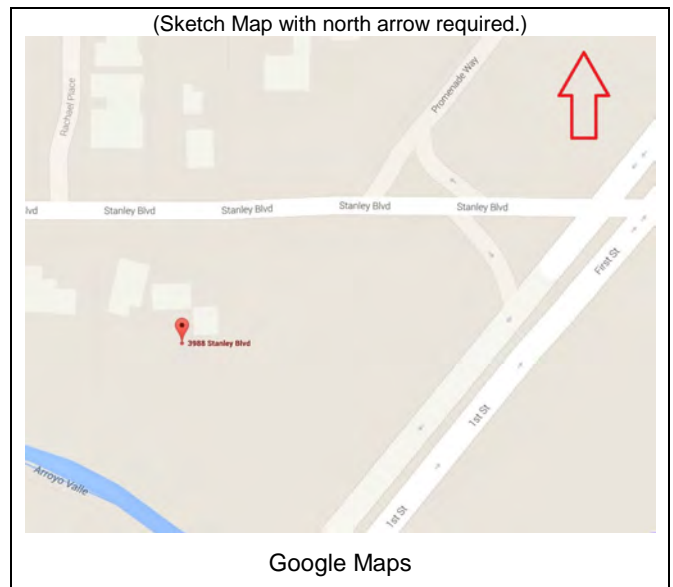 (Sketch Map with north arrow required.)
Rachael Place
Promenade Way
lvd
Stanley Blvd
Stanley Blvd
Stanley Blvd
Stanley Blvd
First St
3988 Stanley Blvd
1st St
Arroyo Valle
1st St
Google Maps